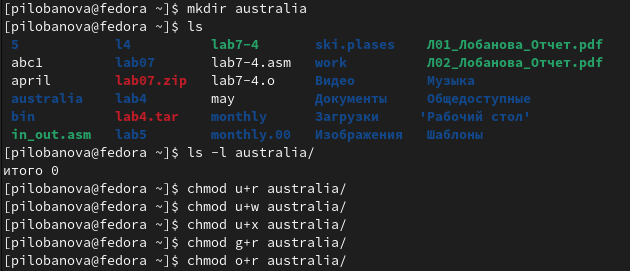 [pilobanova@fedora ~]$ mkdir australia
[pilobanova@fedora ~]$ ls
5 l4 lab7-4 ski.plases Л01_Лобанова_Отчет.pdf
abc1 lab07 lab7-4.asm work Л02_Лобанова_Отчет.pdf
april lab07.zip lab7-4.o Видео Музыка
australia lab4 may Документы Общедоступные
bin lab4.tar monthly Загрузки 'Рабочий стол'
in_out.asm lab5 monthly.00 Изображения Шаблоны
[pilobanova@fedora ~]$ ls -l australia/
итого 0
[pilobanova@fedora ~]$ chmod u+r australia/
[pilobanova@fedora ~]$ chmod u+w australia/
[pilobanova@fedora ~]$ chmod u+x australia/
[pilobanova@fedora ~]$ chmod g+r australia/
[pilobanova@fedora ~]$ chmod o+r australia/